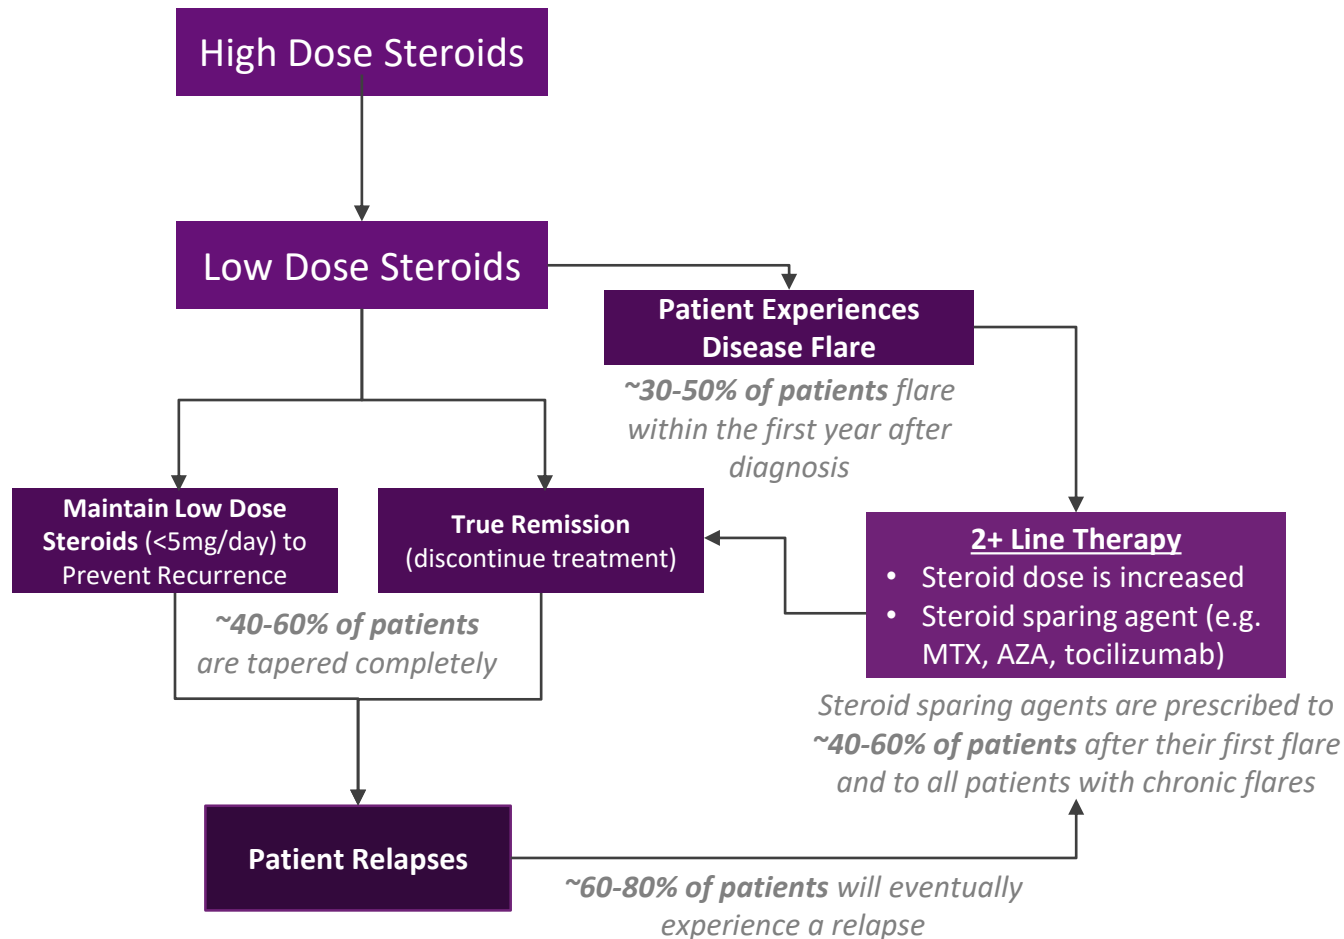 High Dose Steroids
Low Dose Steroids
Patient Experiences
Disease Flare
~30-50% of patients flare
within the first year after
diagnosis
Maintain Low Dose
Steroids (<5mg/day) to
Prevent Recurrence
True Remission
(discontinue treatment)
2+ Line Therapy
• Steroid dose is increased
• Steroid sparing agent (e.g.
MTX, AZA, tocilizumab)
~40-60% of patients
are tapered completely
Steroid sparing agents are prescribed to
~40-60% of patients after their first flare
and to all patients with chronic flares
Patient Relapses
~60-80% of patients will eventually
experience a relapse